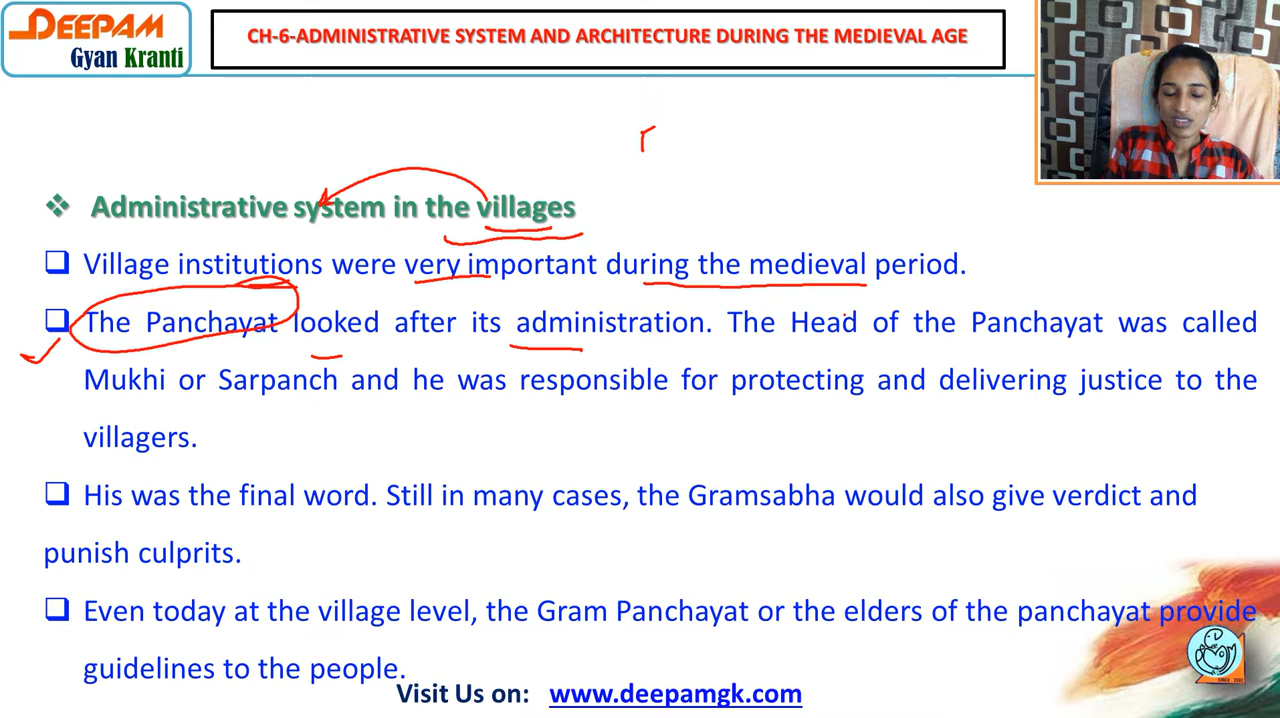 DEEPAM
Gyan Kranti
CH-6-ADMINISTRATIVE SYSTEM AND ARCHITECTURE DURING THE MEDIEVAL AGE
Administrative system in the villages
Village institutions were very important during the medieval period.
The Panchayat looked after its administration. The Head of the Panchayat was called
Mukhi or Sarpanch and he was responsible for protecting and delivering justice to the
villagers.
His was the final word. Still in many cases, the Gramsabha would also give verdict and
punish culprits.
Even today at the village level, the Gram Panchayat or the elders of the panchayat provide
guidelines to the people.
Visit Us on: www.deepamgk.com